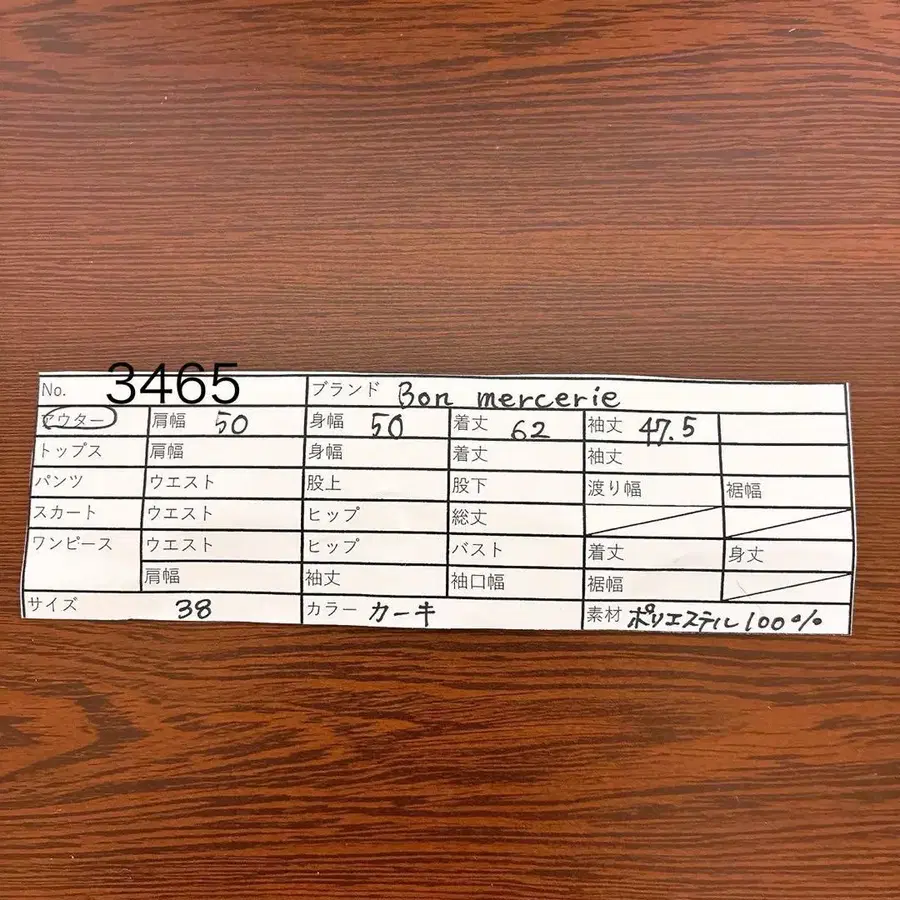 No. 3465 ブランド Bon mercerie
アウター 肩幅 50 身幅 50 着丈 62 袖丈 47.5
トップス 肩幅 身幅 着丈 袖丈
パンツ ウエスト 股上 股下 渡り幅 裾幅
スカート ウエスト ヒップ 総丈
ワンピース ウエスト ヒップ バスト 着丈 身丈
肩幅 袖丈 袖口幅 裾幅
サイズ 38 カラー カーキ 素材 ポリエステル 100%